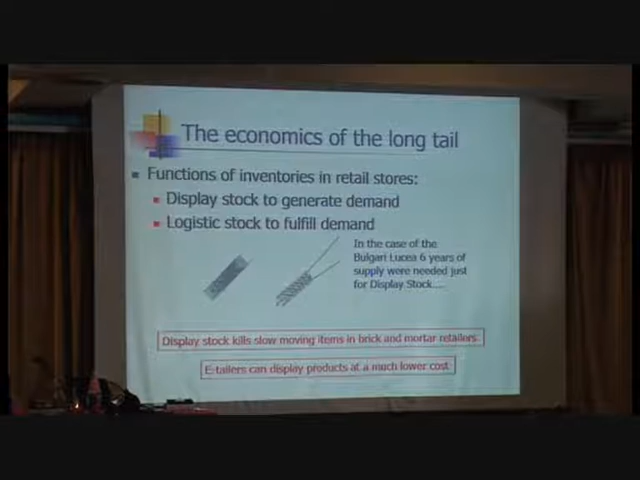 The economics of the long tail
Functions of inventories in retail stores:
Display stock to generate demand
Logistic stock to fulfill demand
In the case of the
Bulgari Lucea 6 years of
supply were needed just
for Display Stock....
Display stock kills slow moving items in brick and mortar retailers.
E-tailers can display products at a much lower cost